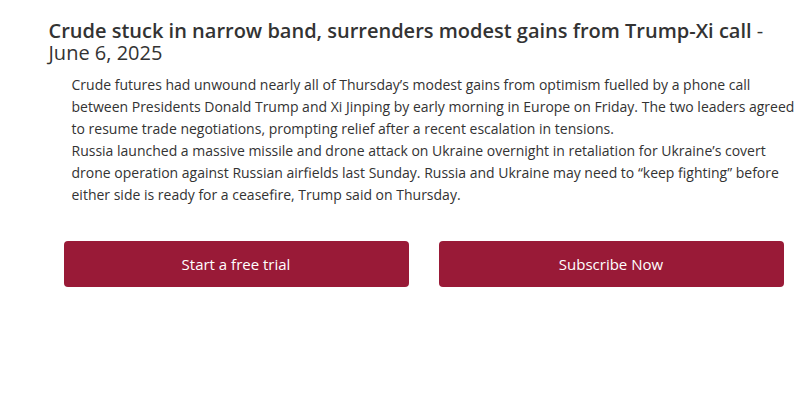 Crude stuck in narrow band, surrenders modest gains from Trump-Xi call -
June 6, 2025
Crude futures had unwound nearly all of Thursday’s modest gains from optimism fuelled by a phone call
between Presidents Donald Trump and Xi Jinping by early morning in Europe on Friday. The two leaders agreed
to resume trade negotiations, prompting relief after a recent escalation in tensions.
Russia launched a massive missile and drone attack on Ukraine overnight in retaliation for Ukraine’s covert
drone operation against Russian airfields last Sunday. Russia and Ukraine may need to “keep fighting” before
either side is ready for a ceasefire, Trump said on Thursday.
Start a free trial
Subscribe Now